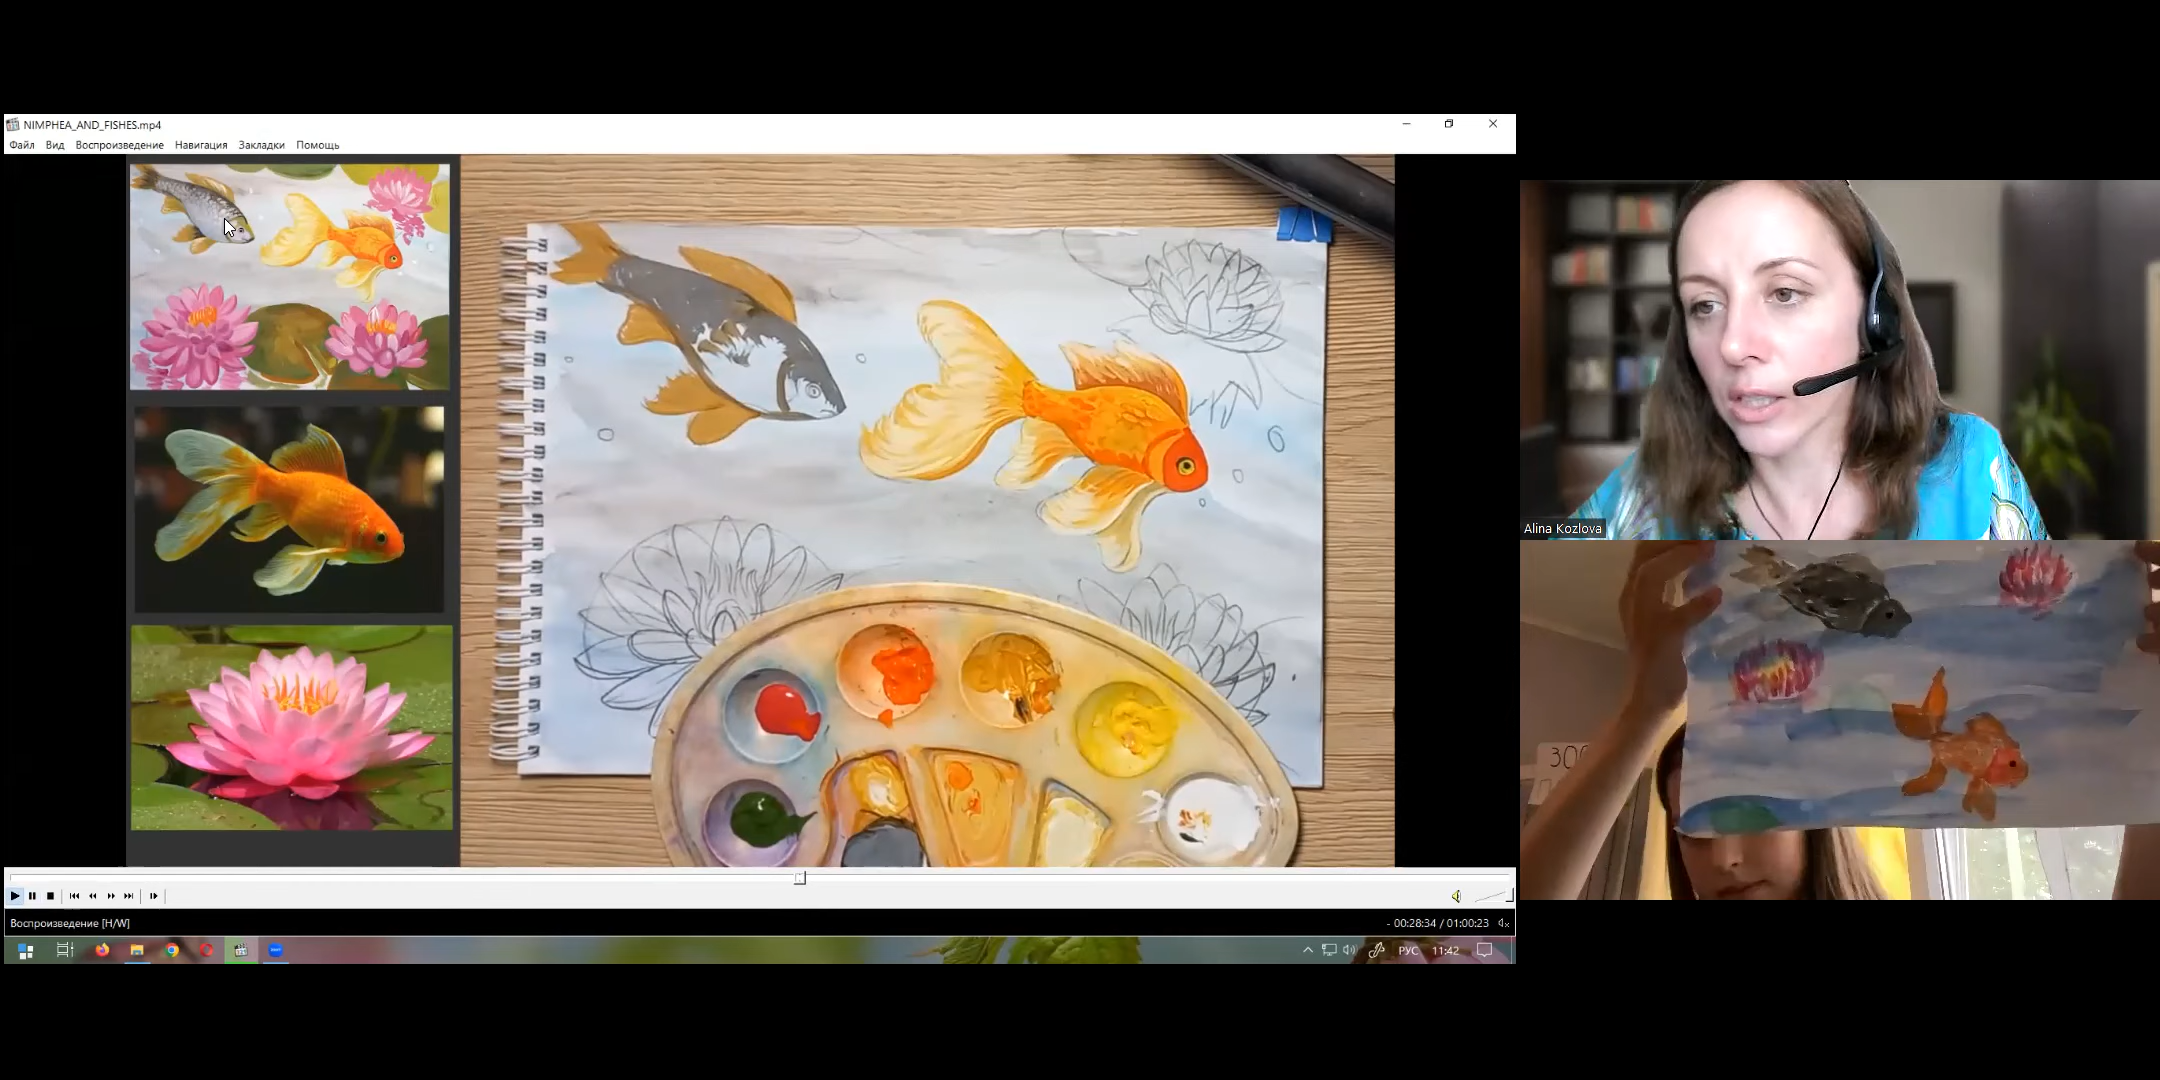 NIMPHEA_AND_FISHES.mp4
Файл Вид Воспроизведение Навигация Закладки Помощь
Alina Kozlova
300
Воспроизведение [H/W]
- 00:28:34 / 01:00:23
РУС 11:42